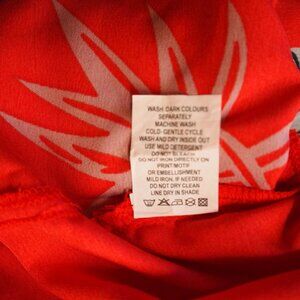 WASH DARK COLOURS
SEPARATELY
MACHINE WASH
COLD- GENTLE CYCLE
WASH AND DRY INSIDE OUT
USE MILD DETERGENT
DO NOT BLEACH
DO NOT IRON DIRECTLY ON
PRINT/MOTIF
OR EMBELLISHMENT
MILD IRON, IF NEEDED
DO NOT DRY CLEAN
LINE DRY IN SHADE